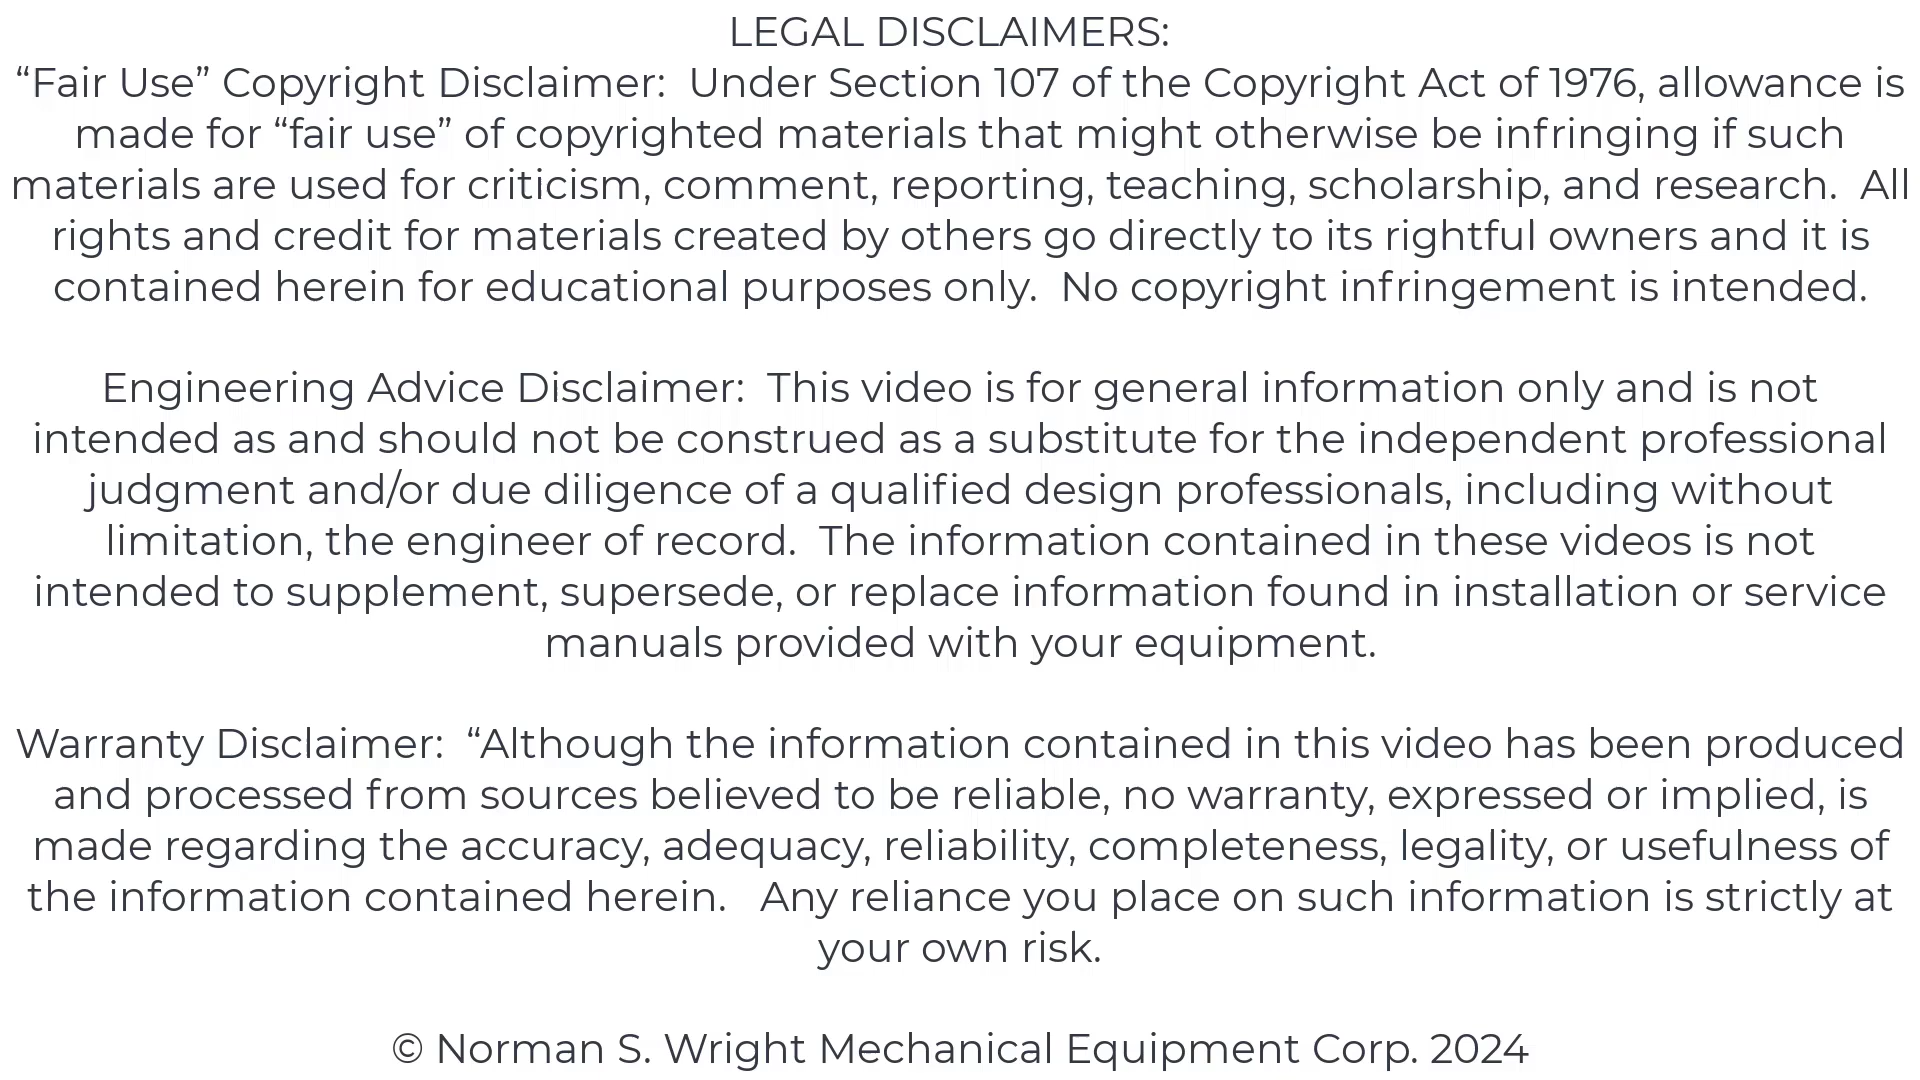 LEGAL DISCLAIMERS:
“Fair Use” Copyright Disclaimer:  Under Section 107 of the Copyright Act of 1976, allowance is
made for “fair use” of copyrighted materials that might otherwise be infringing if such
materials are used for criticism, comment, reporting, teaching, scholarship, and research.  All
rights and credit for materials created by others go directly to its rightful owners and it is
contained herein for educational purposes only.  No copyright infringement is intended.
Engineering Advice Disclaimer:  This video is for general information only and is not
intended as and should not be construed as a substitute for the independent professional
judgment and/or due diligence of a qualified design professionals, including without
limitation, the engineer of record.  The information contained in these videos is not
intended to supplement, supersede, or replace information found in installation or service
manuals provided with your equipment.
Warranty Disclaimer:  “Although the information contained in this video has been produced
and processed from sources believed to be reliable, no warranty, expressed or implied, is
made regarding the accuracy, adequacy, reliability, completeness, legality, or usefulness of
the information contained herein.   Any reliance you place on such information is strictly at
your own risk.
© Norman S. Wright Mechanical Equipment Corp. 2024